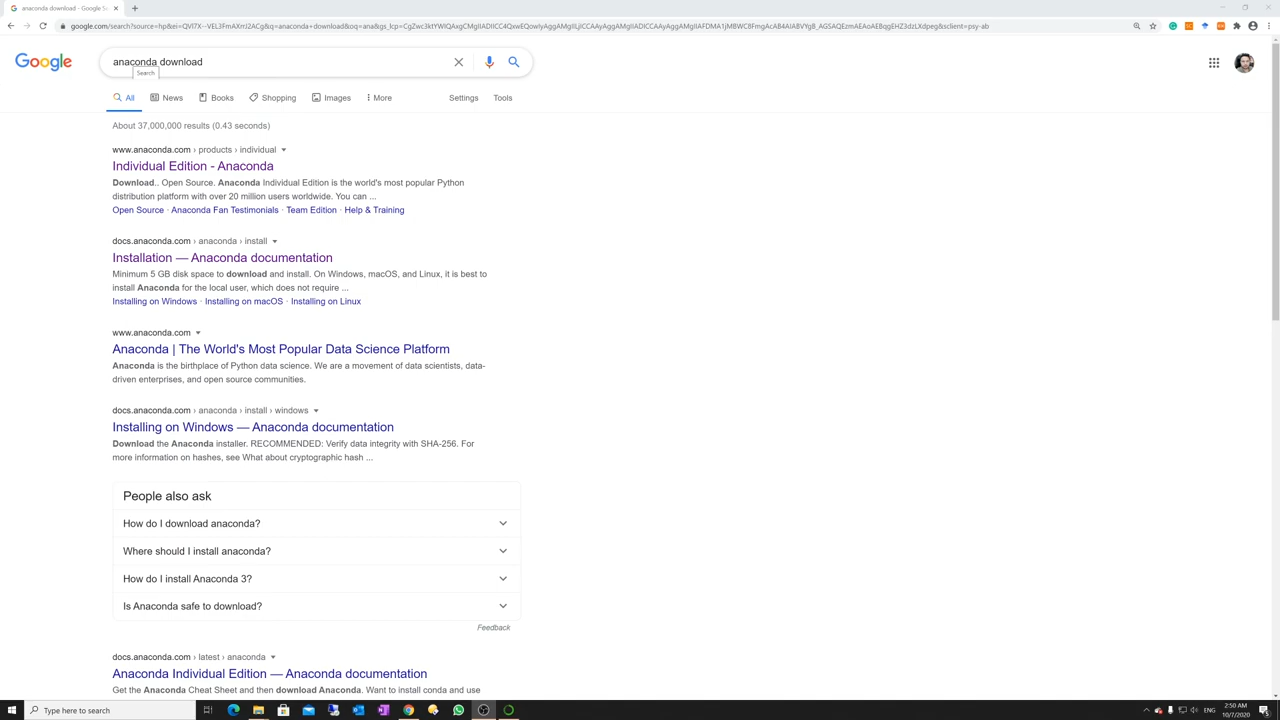 anaconda download - Google Se
Google
anaconda download
Search
All
News
Books
Shopping
Images
More
Settings
Tools
About 37,000,000 results (0.43 seconds)
www.anaconda.com › products › individual
Individual Edition - Anaconda
Download.. Open Source. Anaconda Individual Edition is the world's most popular Python
distribution platform with over 20 million users worldwide. You can ...
Open Source · Anaconda Fan Testimonials · Team Edition · Help & Training
docs.anaconda.com › anaconda › install
Installation — Anaconda documentation
Minimum 5 GB disk space to download and install. On Windows, macOS, and Linux, it is best to
install Anaconda for the local user, which does not require ...
Installing on Windows · Installing on macOS · Installing on Linux
www.anaconda.com
Anaconda | The World's Most Popular Data Science Platform
Anaconda is the birthplace of Python data science. We are a movement of data scientists, data-
driven enterprises, and open source communities.
docs.anaconda.com › anaconda › install › windows
Installing on Windows — Anaconda documentation
Download the Anaconda installer. RECOMMENDED: Verify data integrity with SHA-256. For
more information on hashes, see What about cryptographic hash ...
People also ask
How do I download anaconda?
Where should I install anaconda?
How do I install Anaconda 3?
Is Anaconda safe to download?
Feedback
docs.anaconda.com › latest › anaconda
Anaconda Individual Edition — Anaconda documentation
Get the Anaconda Cheat Sheet and then download Anaconda. Want to install conda and use
Type here to search
ENG
2:50 AM
10/7/2020